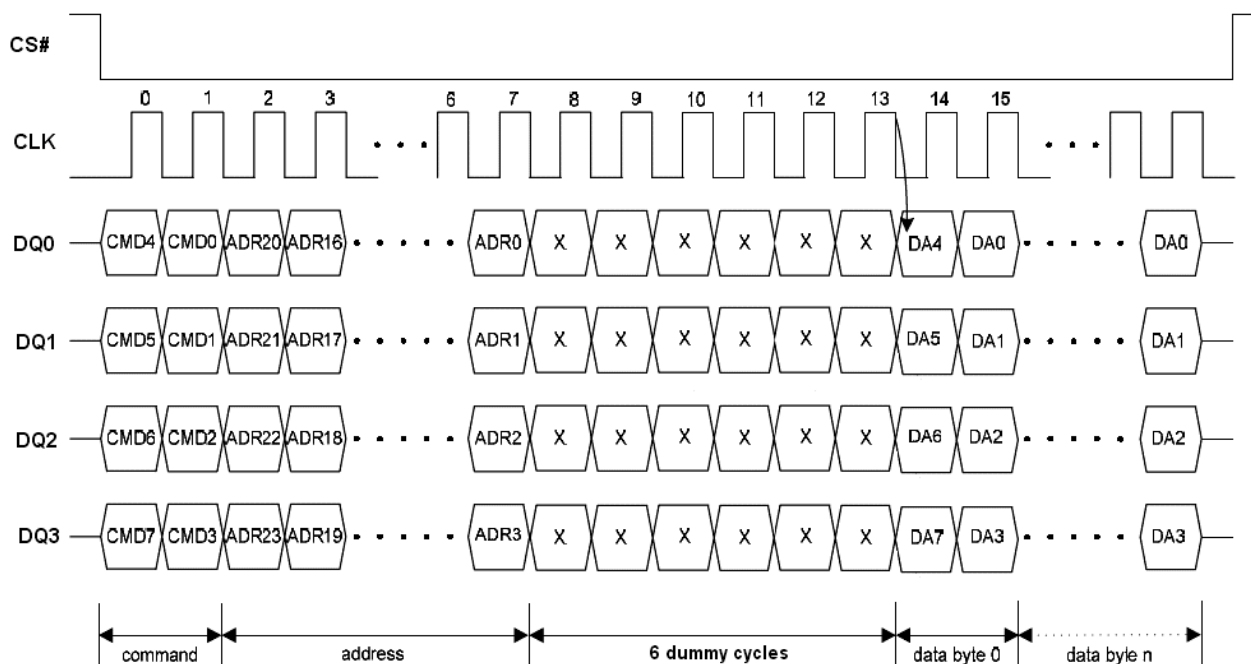 CS#
0 1 2 3 6 7 8 9 10 11 12 13 14 15
CLK
DQ0 CMD4 CMD0 ADR20 ADR16 ADR0 X X X X X X DA4 DA0 DA0
DQ1 CMD5 CMD1 ADR21 ADR17 ADR1 X X X X X X DA5 DA1 DA1
DQ2 CMD6 CMD2 ADR22 ADR18 ADR2 X X X X X X DA6 DA2 DA2
DQ3 CMD7 CMD3 ADR23 ADR19 ADR3 X X X X X X DA7 DA3 DA3
command address 6 dummy cycles data byte 0 data byle n